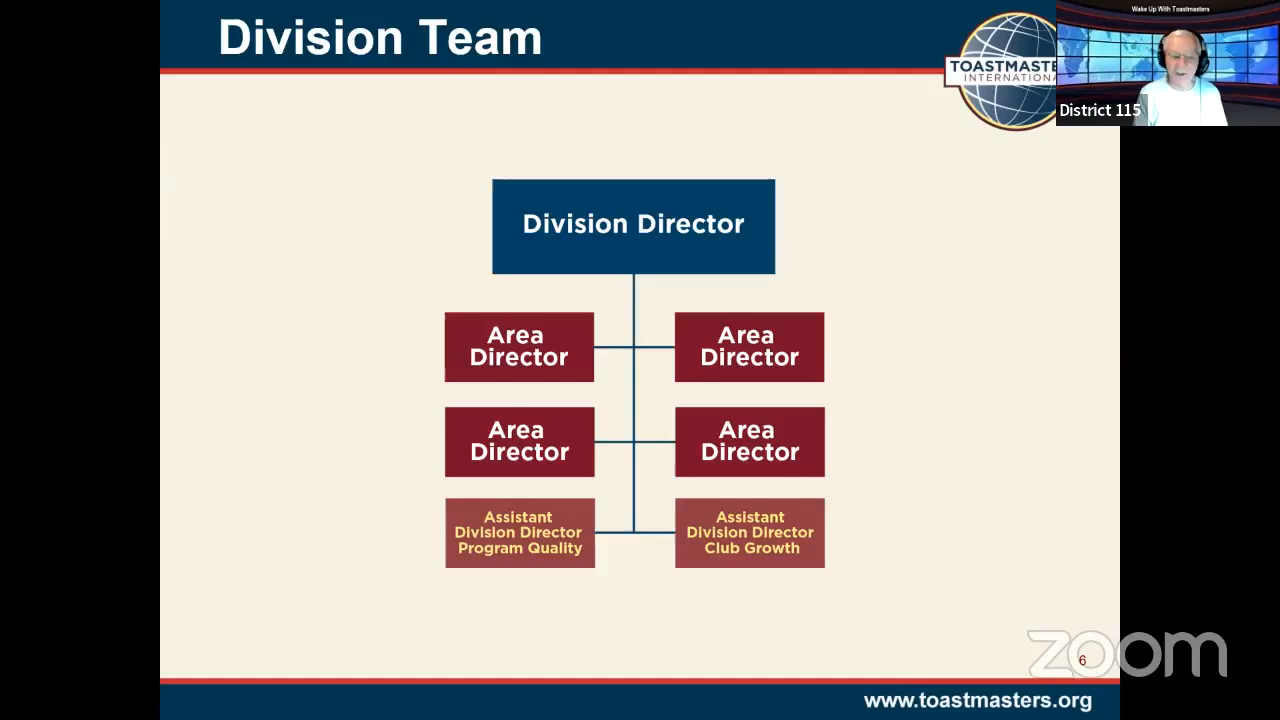 Division Team
Wake Up With Toastmasters
TOASTMASTE
INTERNATIONA
District 115
Division Director
Area
Director
Area
Director
Area
Director
Area
Director
Assistant
Division Director
Program Quality
Assistant
Division Director
Club Growth
zoom
6
www.toastmasters.org